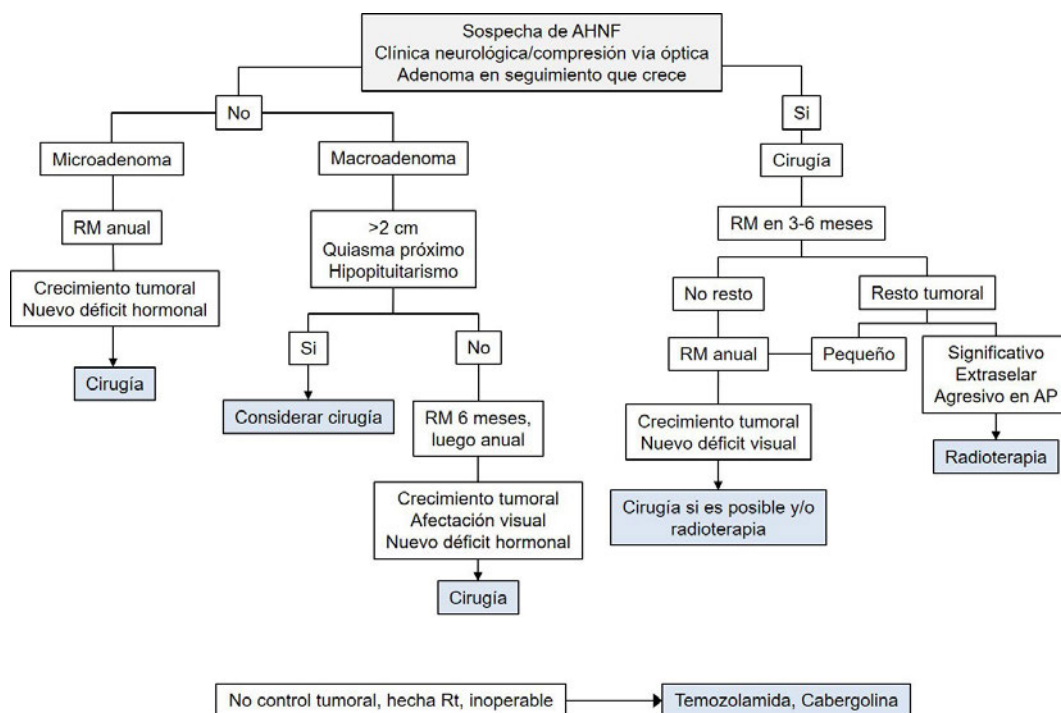 Sospecha de AHNF
Clínica neurológica/compresión vía óptica
Adenoma en seguimiento que crece
No
Si
Microadenoma
Macroadenoma
Cirugía
RM anual
>2 cm
Quiasma próximo
Hipopituitarismo
RM en 3-6 meses
Crecimiento tumoral
Nuevo déficit hormonal
No resto
Resto tumoral
Si
No
RM anual
Pequeño
Significativo
Extraselar
Agresivo en AP
Cirugía
Considerar cirugía
RM 6 meses,
luego anual
Crecimiento tumoral
Nuevo déficit visual
Radioterapia
Crecimiento tumoral
Afectación visual
Nuevo déficit hormonal
Cirugía si es posible y/o
radioterapia
Cirugía
No control tumoral, hecha Rt, inoperable
Temozolamida, Cabergolina